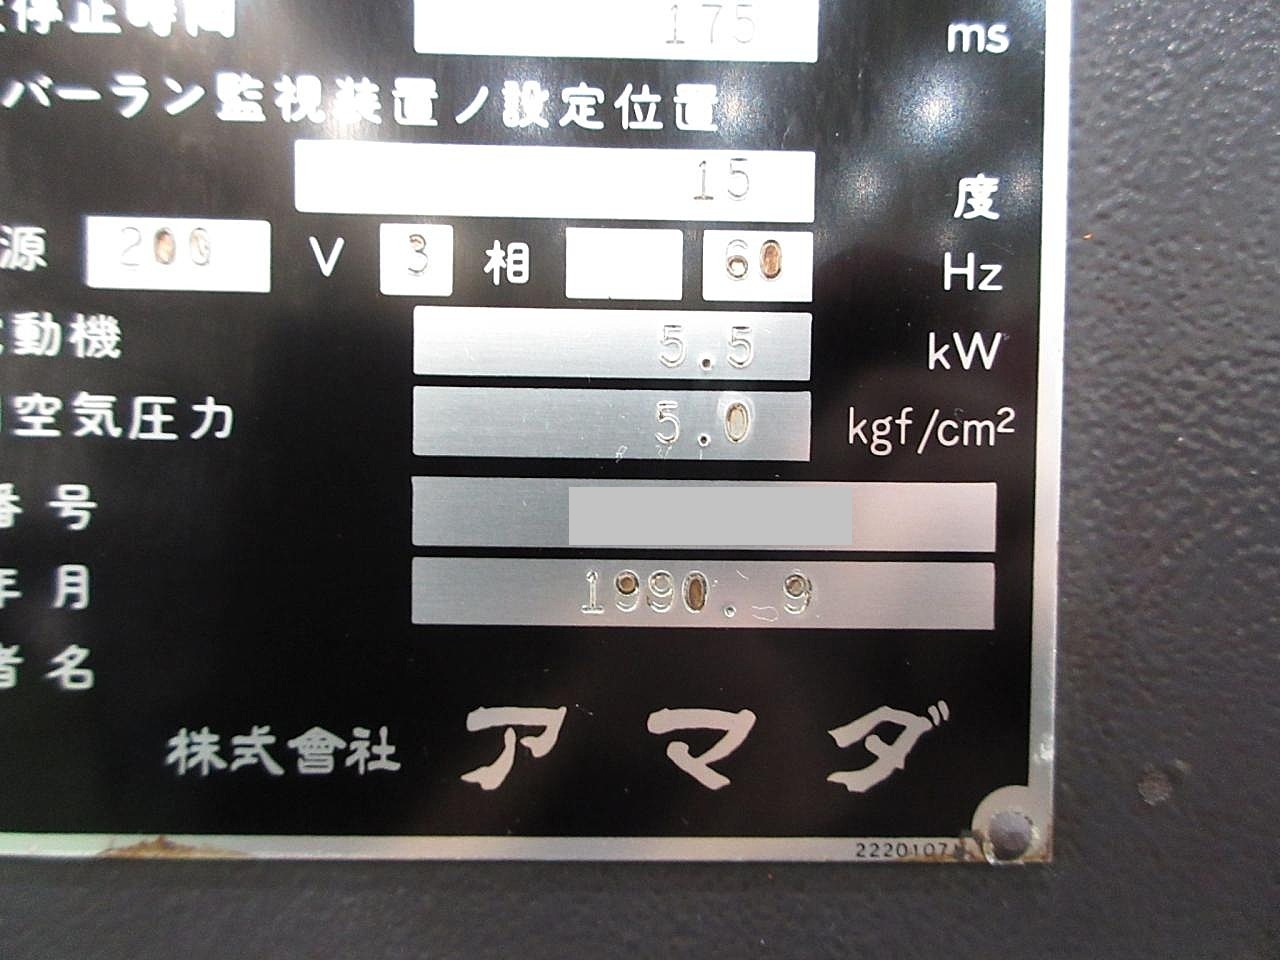 停止時間 175 ms
バーラン監視装置ノ設定位置
15 度
源 200 V 3 相 60 Hz
動機 5.5 kW
空気圧力 5.0 kgf/cm²
番号
年月 1990. 9
者名
株式會社 アマダ
2220107